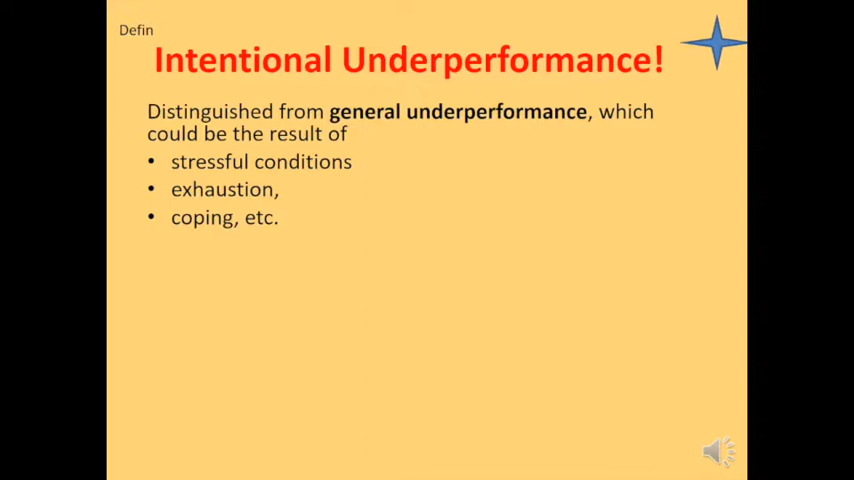 Defin
Intentional Underperformance!
Distinguished from general underperformance, which
could be the result of
• stressful conditions
• exhaustion,
• coping, etc.